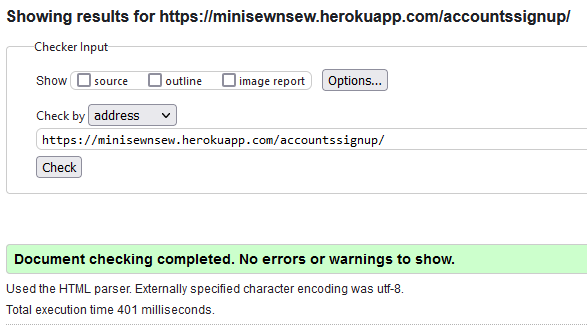 Showing results for https://minisewnsew.herokuapp.com/accountssignup/
Checker Input
Show source outline image report Options...
Check by address
https://minisewnsew.herokuapp.com/accountssignup/
Check
Document checking completed. No errors or warnings to show.
Used the HTML parser. Externally specified character encoding was utf-8.
Total execution time 401 milliseconds.